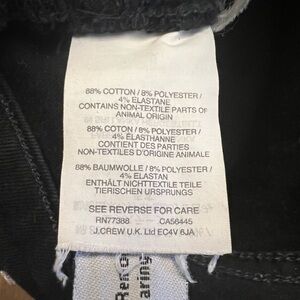 88% COTTON / 8% POLYESTER /
4% ELASTANE
CONTAINS NON-TEXTILE PARTS OF
ANIMAL ORIGIN
88% COTON / 8% POLYESTER /
4% ELASTHANNE
CONTIENT DES PARTIES
NON-TEXTILES D'ORIGINE ANIMALE
88% BAUMWOLLE / 8% POLYESTER /
4% ELASTAN
ENTHÄLT NICHTTEXTILE TEILE
TIERISCHEN URSPRUNGS
SEE REVERSE FOR CARE
RN77388 CA56445
J.CREW U.K. Ltd EC4V 6JA